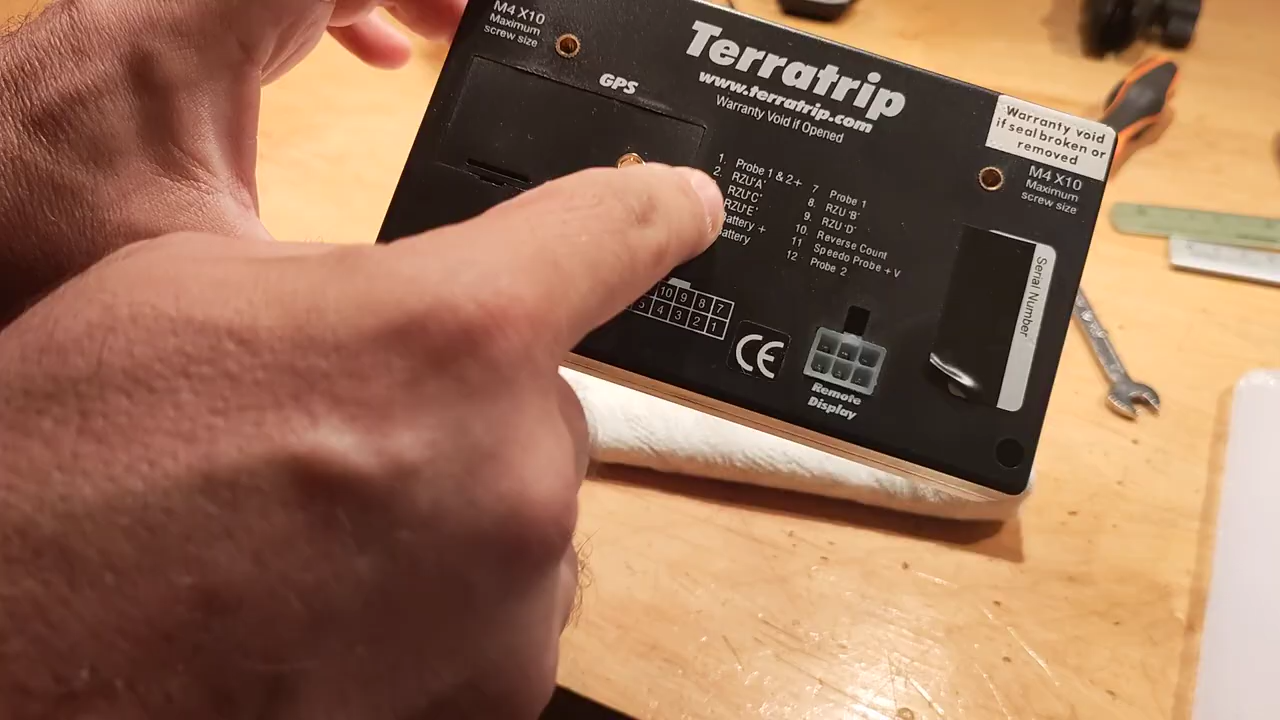 M4 X10
Maximum
screw size
GPS
Terratrip
www.terratrip.com
Warranty Void if Opened
Warranty void
if seal broken or
removed
M4 X10
Maximum
screw size
1. Probe 1 & 2+
2. RZU 'A'
RZU 'C'
RZU 'E'
Battery +
Battery
7 Probe 1
8. RZU 'B'
9. RZU 'D'
10. Reverse Count
11 Speedo Probe + V
12 Probe 2
10 9 8 7
5 4 3 2 1
CE
Remote
Display
Serial Number